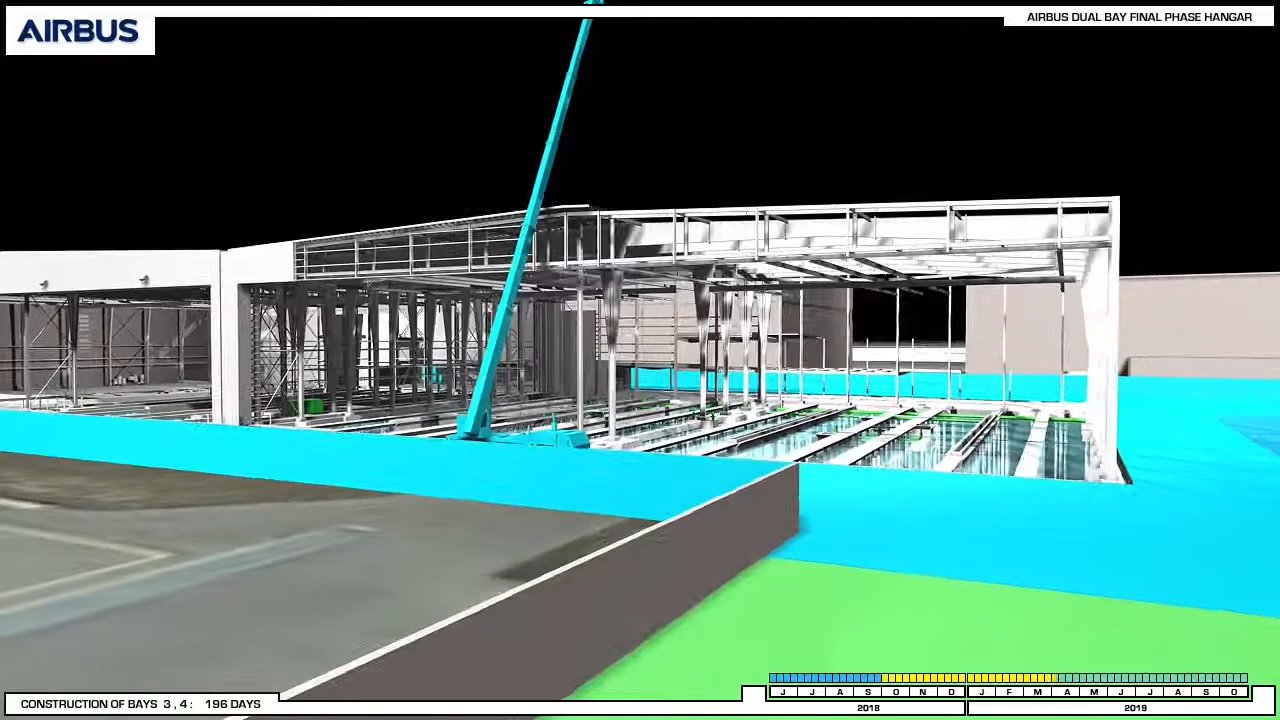 AIRBUS
AIRBUS DUAL BAY FINAL PHASE HANGAR
CONSTRUCTION OF BAYS 3 , 4 : 196 DAYS
J J A S O N D J F M A M J J A S O
2018 2019